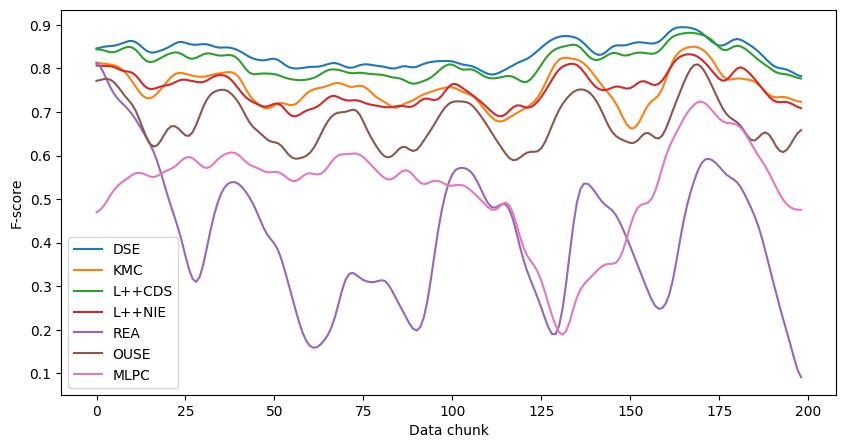 0.9
0.8
0.7
0.6
0.5
0.4
0.3
0.2
0.1
F-score
DSE
KMC
L++CDS
L++NIE
REA
OUSE
MLPC
0 25 50 75 100 125 150 175 200
Data chunk